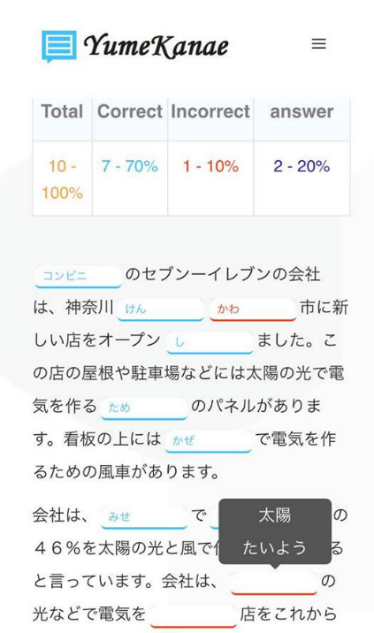 YumeKanae
Total Correct Incorrect answer
10 - 100% 7 - 70% 1 - 10% 2 - 20%
コンビニ のセブンーイレブンの会社
は、神奈川 けん かわ 市に新
しい店をオープン し ました。こ
の店の屋根や駐車場などには太陽の光で電
気を作る ため のパネルがありま
す。看板の上には かぜ で電気を作
るための風車があります。
会社は、 みせ で 太陽 の
46%を太陽の光と風で たいよう る
と言っています。会社は、 の
光などで電気を 店をこれから